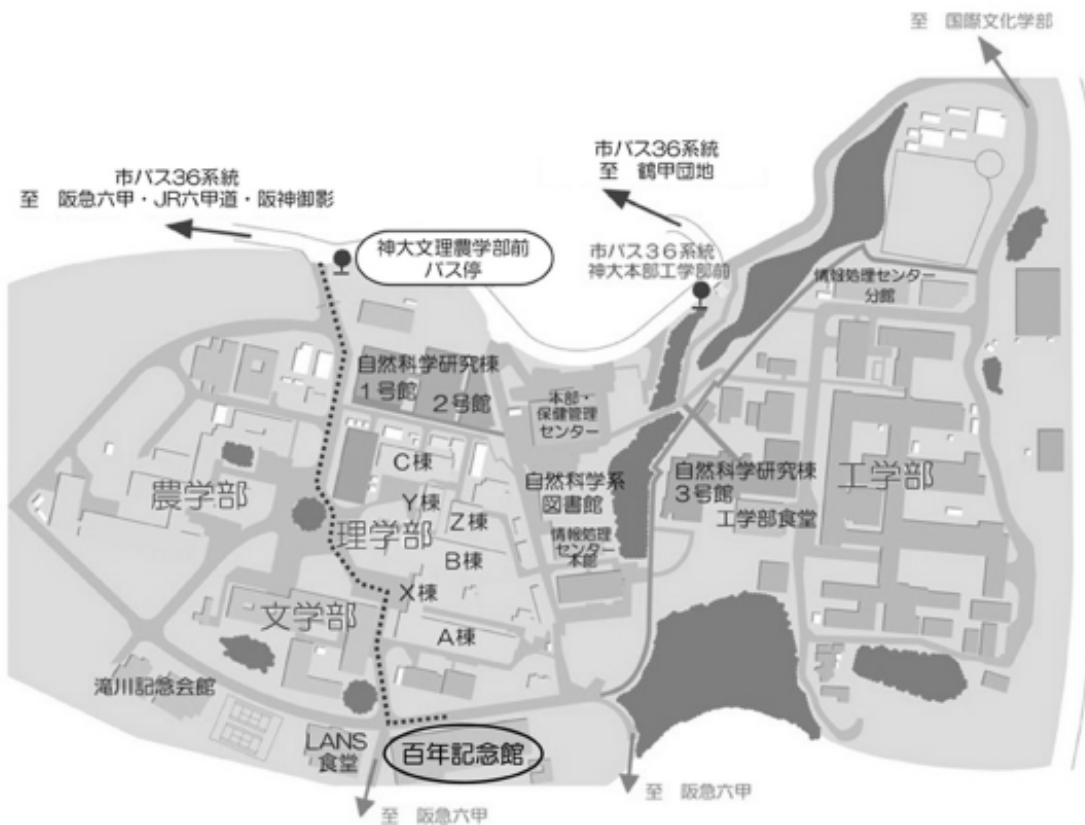 至 国際文化学部
市バス36系統
至 鶴甲団地
市バス36系統
至 阪急六甲・JR六甲道・阪神御影
神大文理農学部前
バス停
市バス36系統
神大本部工学部前
情報処理センター
分館
自然科学研究棟
1号館
2号館
本部・
保健管理
センター
C棟
農学部
Y棟
Z棟
理学部
B棟
自然科学系
図書館
自然科学研究棟
3号館
工学部食堂
工学部
情報処理
センター
本館
X棟
文学部
A棟
滝川記念会館
LANS
食堂
百年記念館
至 阪急六甲
至 阪急六甲